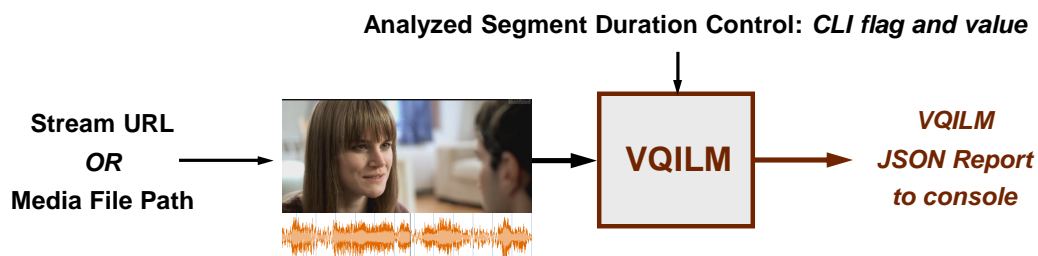 Analyzed Segment Duration Control: CLI flag and value
Stream URL
OR
Media File Path
VQILM
VQILM
JSON Report
to console